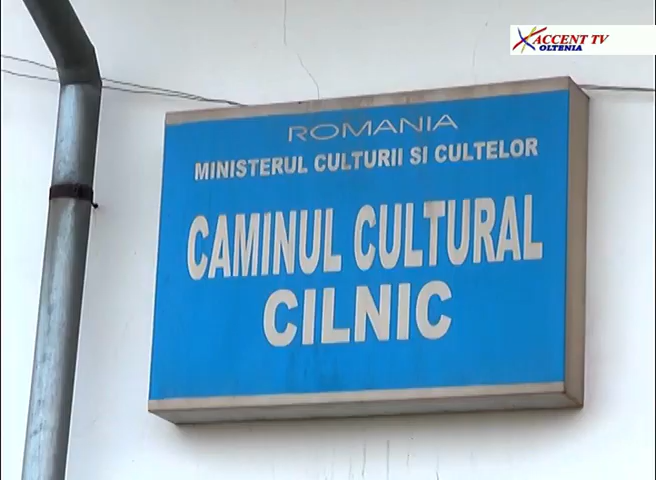 ACCENT TV
OLTENIA
ROMANIA
MINISTERUL CULTURII SI CULTELOR
CAMINUL CULTURAL
CILNIC